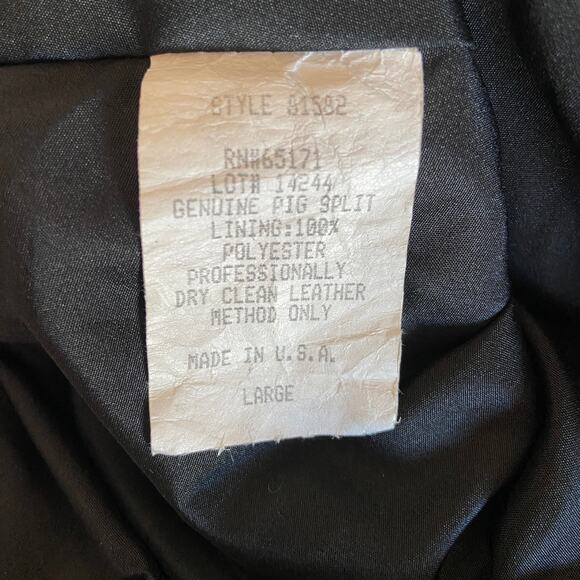 STYLE 81582
RN#65171
LOT# 14244
GENUINE PIG SPLIT
LINING:100%
POLYESTER
PROFESSIONALLY
DRY CLEAN LEATHER
METHOD ONLY
MADE IN U.S.A.
LARGE